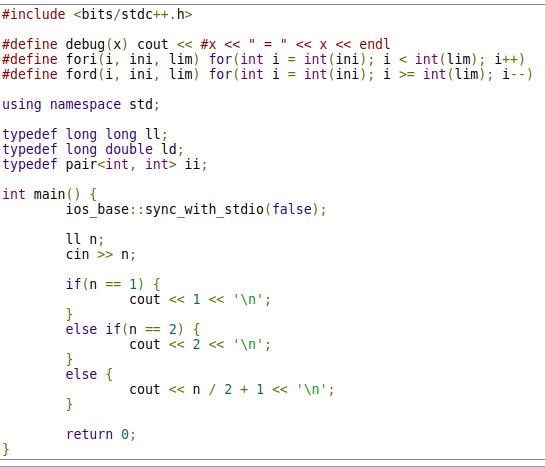 #include <bits/stdc++.h>

#define debug(x) cout << #x << " = " << x << endl
#define fori(i, ini, lim) for(int i = int(ini); i < int(lim); i++)
#define ford(i, ini, lim) for(int i = int(ini); i >= int(lim); i--)

using namespace std;

typedef long long ll;
typedef long double ld;
typedef pair<int, int> ii;

int main() {
        ios_base::sync_with_stdio(false);

        ll n;
        cin >> n;

        if(n == 1) {
                cout << 1 << '\n';
        }
        else if(n == 2) {
                cout << 2 << '\n';
        }
        else {
                cout << n / 2 + 1 << '\n';
        }

        return 0;
}